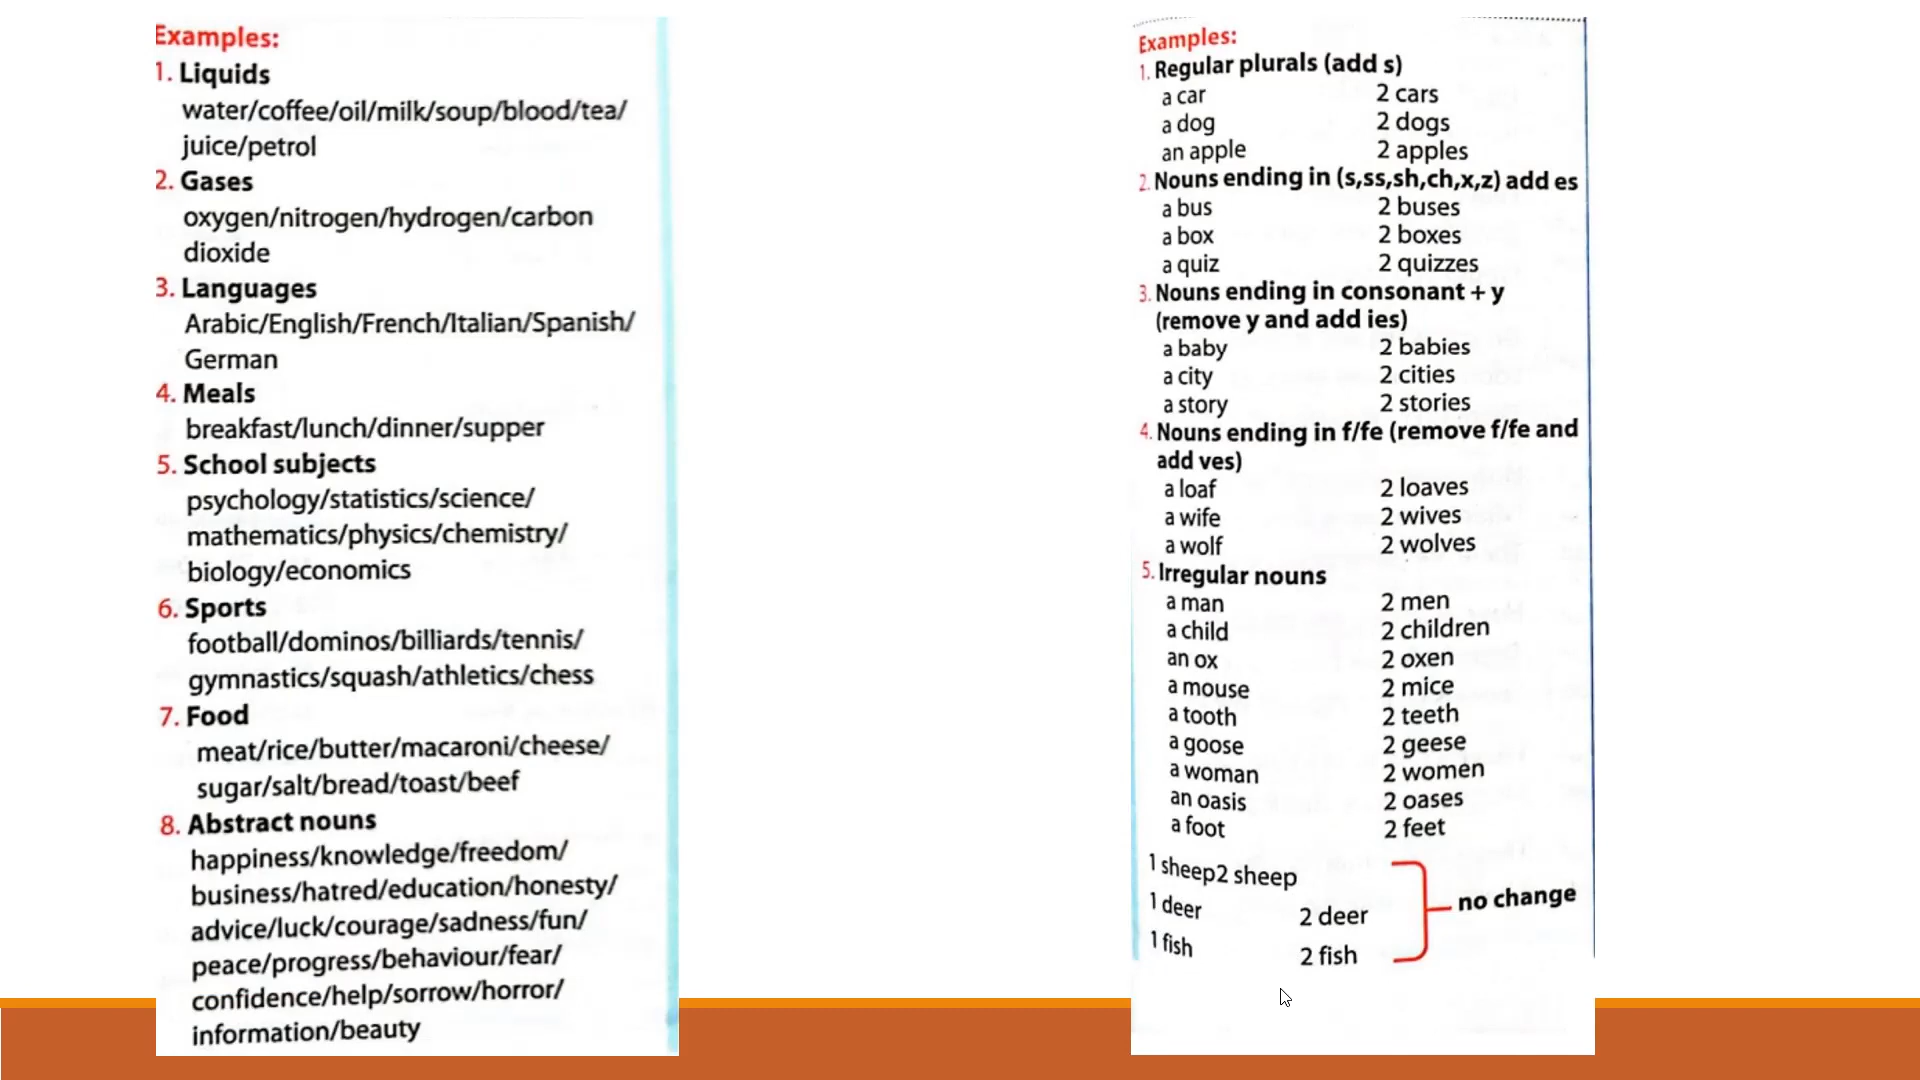 Examples:
1. Liquids
water/coffee/oil/milk/soup/blood/tea/
juice/petrol
2. Gases
oxygen/nitrogen/hydrogen/carbon
dioxide
3. Languages
Arabic/English/French/Italian/Spanish/
German
4. Meals
breakfast/lunch/dinner/supper
5. School subjects
psychology/statistics/science/
mathematics/physics/chemistry/
biology/economics
6. Sports
football/dominos/billiards/tennis/
gymnastics/squash/athletics/chess
7. Food
meat/rice/butter/macaroni/cheese/
sugar/salt/bread/toast/beef
8. Abstract nouns
happiness/knowledge/freedom/
business/hatred/education/honesty/
advice/luck/courage/sadness/fun/
peace/progress/behaviour/fear/
confidence/help/sorrow/horror/
information/beauty
Examples:
1. Regular plurals (add s)
a car 2 cars
a dog 2 dogs
an apple 2 apples
2. Nouns ending in (s,ss,sh,ch,x,z) add es
a bus 2 buses
a box 2 boxes
a quiz 2 quizzes
3. Nouns ending in consonant + y
(remove y and add ies)
a baby 2 babies
a city 2 cities
a story 2 stories
4. Nouns ending in f/fe (remove f/fe and
add ves)
a loaf 2 loaves
a wife 2 wives
a wolf 2 wolves
5. Irregular nouns
a man 2 men
a child 2 children
an ox 2 oxen
a mouse 2 mice
a tooth 2 teeth
a goose 2 geese
a woman 2 women
an oasis 2 oases
a foot 2 feet
1 sheep2 sheep
1 deer 2 deer
no change
1 fish 2 fish